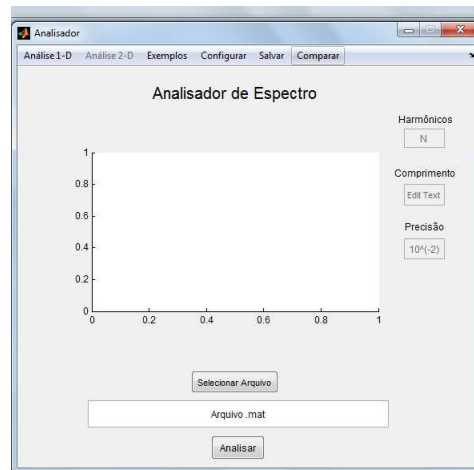 Analisador
Análise 1-D Análise 2-D Exemplos Configurar Salvar Comparar
Analisador de Espectro
Harmônicos
N
Comprimento
Edit Text
Precisão
10^(-2)
1
0.8
0.6
0.4
0.2
0
0 0.2 0.4 0.6 0.8 1
Selecionar Arquivo
Arquivo .mat
Analisar